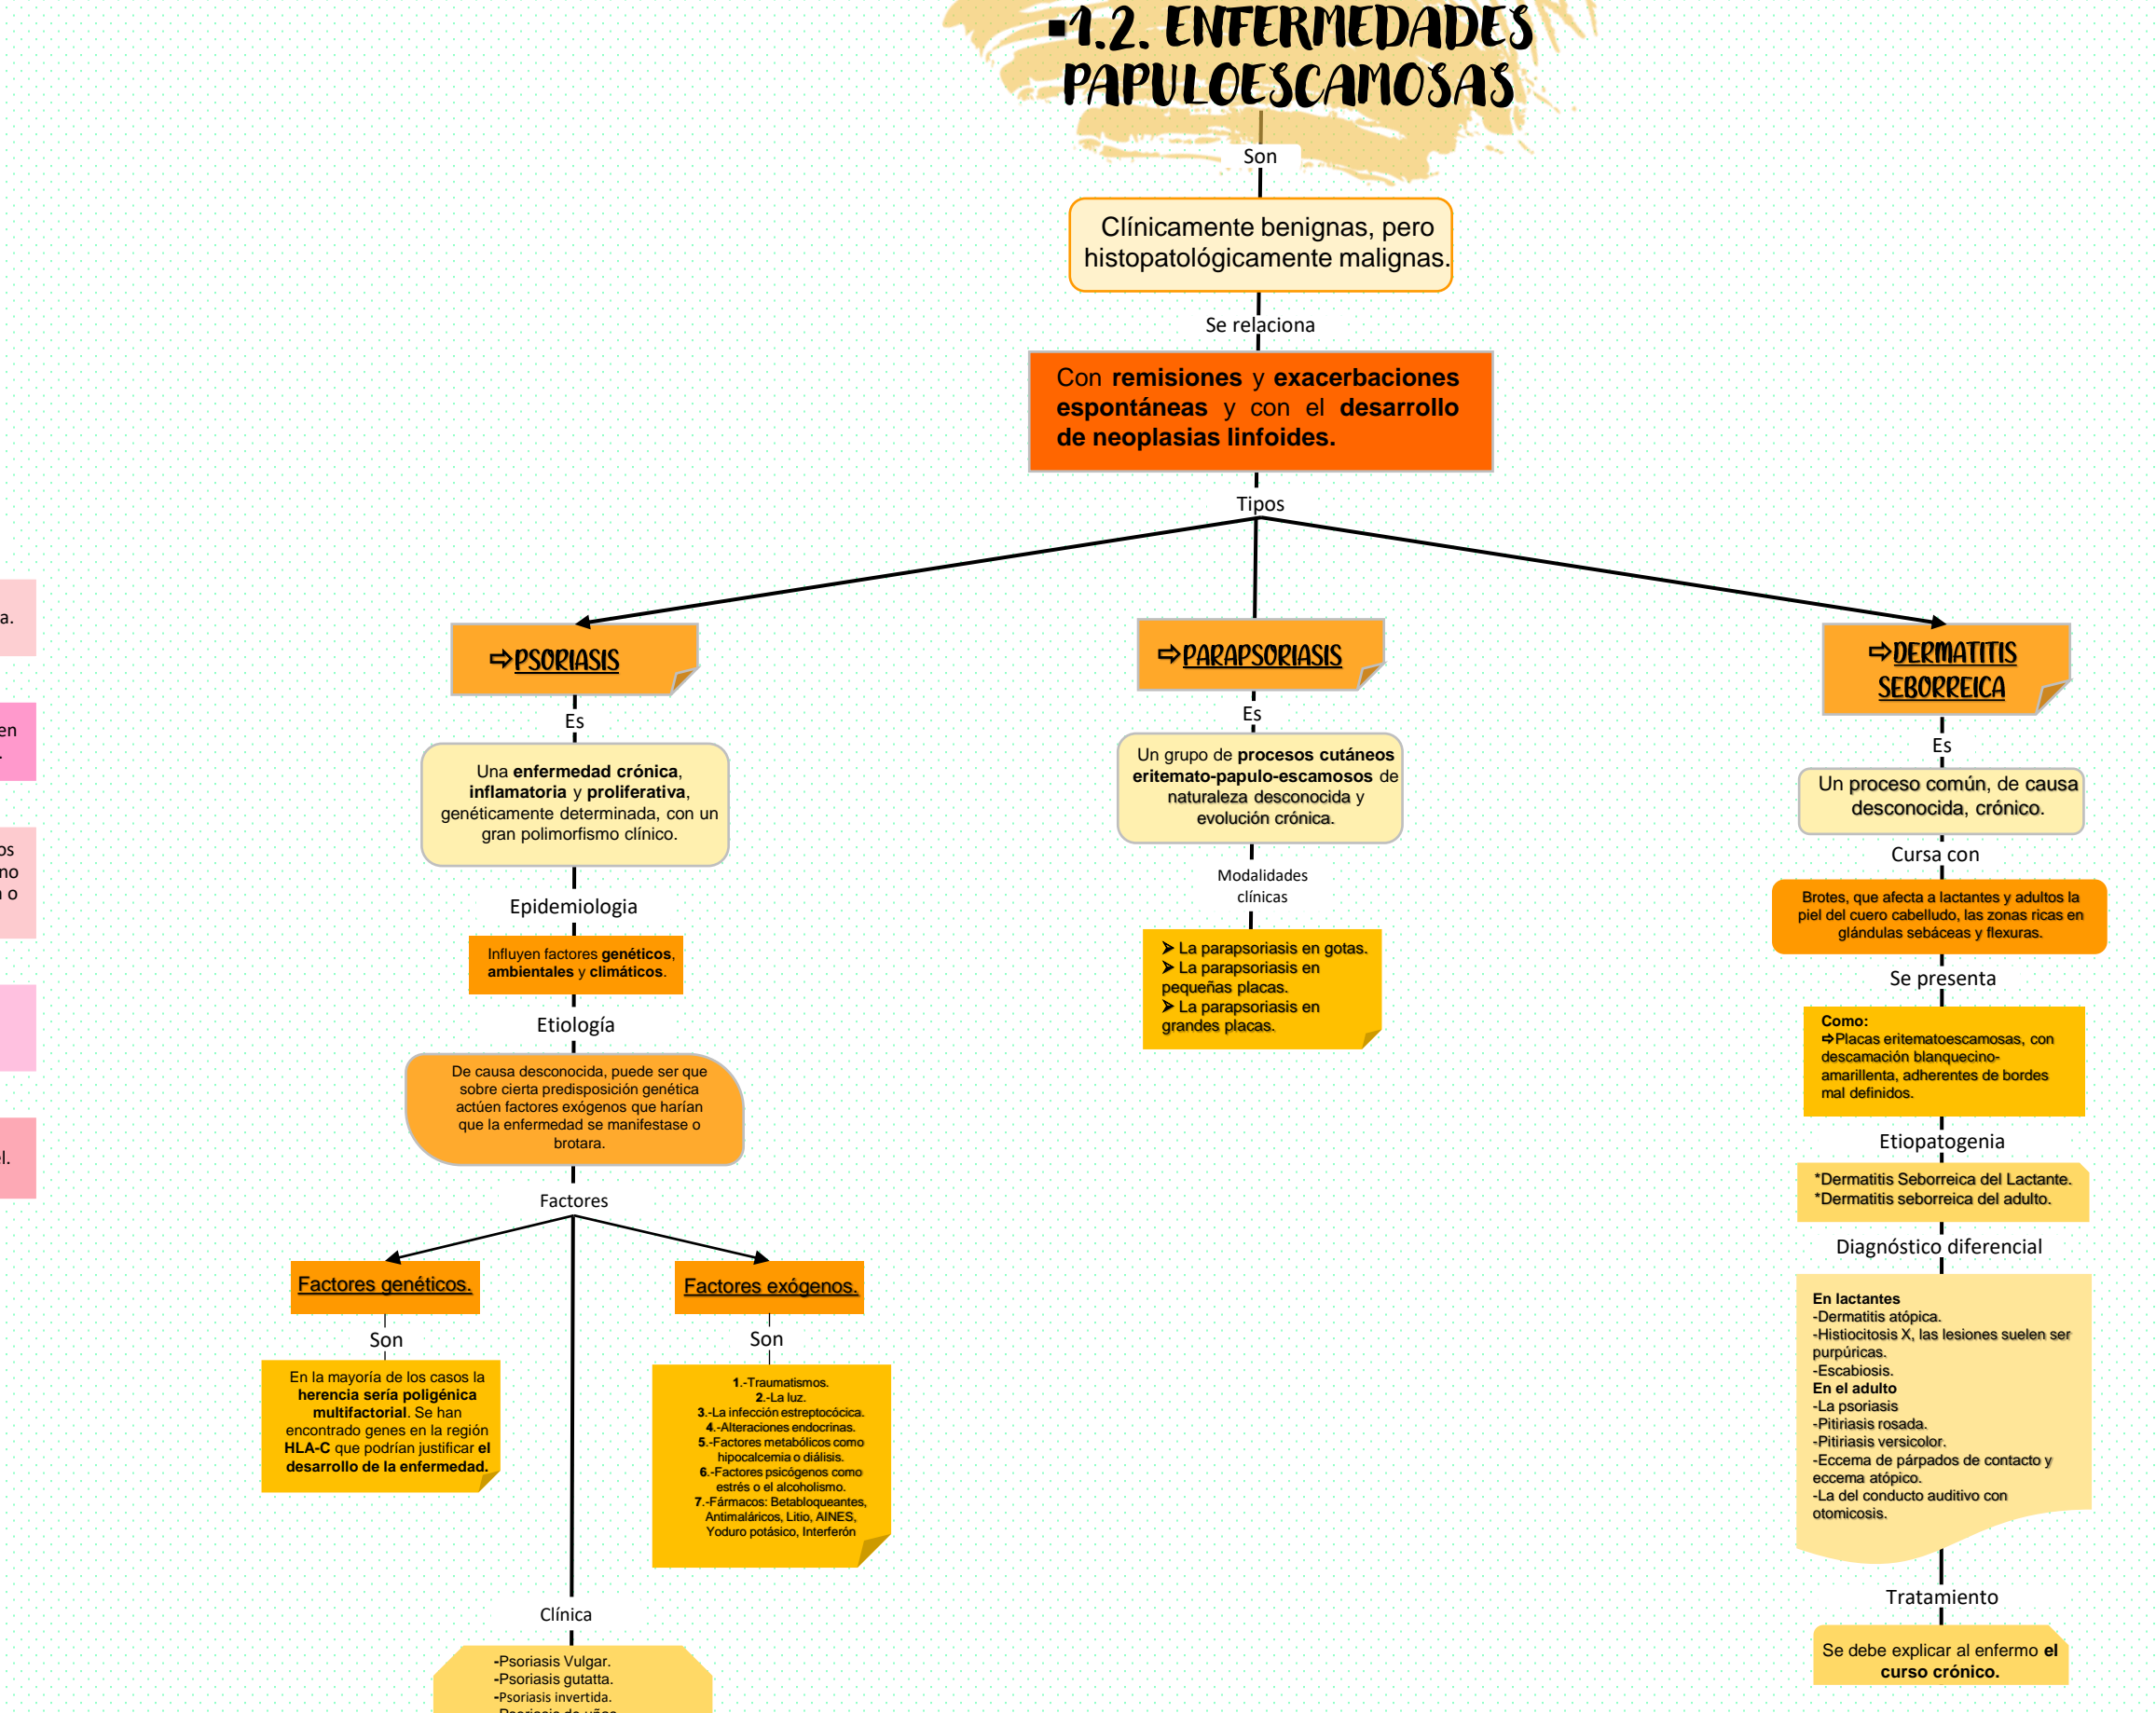 ▪1.2. ENFERMEDADES
PAPULOESCAMOSAS
Son
Clínicamente benignas, pero
histopatológicamente malignas.
Se relaciona
Con remisiones y exacerbaciones
espontáneas y con el desarrollo
de neoplasias linfoides.
Tipos
⇨PSORIASIS
Es
Una enfermedad crónica,
inflamatoria y proliferativa,
genéticamente determinada, con un
gran polimorfismo clínico.
Epidemiologia
Influyen factores genéticos,
ambientales y climáticos.
Etiología
De causa desconocida, puede ser que
sobre cierta predisposición genética
actúen factores exógenos que harían
que la enfermedad se manifestase o
brotara.
Factores
Factores genéticos.
Son
En la mayoría de los casos la
herencia sería poligénica
multifactorial. Se han
encontrado genes en la región
HLA-C que podrían justificar el
desarrollo de la enfermedad.
Factores exógenos.
Son
1.-Traumatismos.
2.-La luz.
3.-La infección estreptocócica.
4.-Alteraciones endocrinas.
5.-Factores metabólicos como
hipocalcemia o diálisis.
6.-Factores psicógenos como
estrés o el alcoholismo.
7.-Fármacos: Betabloqueantes,
Antimaláricos, Litio, AINES,
Yoduro potásico, Interferón
Clínica
-Psoriasis Vulgar.
-Psoriasis gutatta.
-Psoriasis invertida.
⇨PARAPSORIASIS
Es
Un grupo de procesos cutáneos
eritemato-papulo-escamosos de
naturaleza desconocida y
evolución crónica.
Modalidades
clínicas
➤ La parapsoriasis en gotas.
➤ La parapsoriasis en
pequeñas placas.
➤ La parapsoriasis en
grandes placas.
⇨DERMATITIS
SEBORREICA
Es
Un proceso común, de causa
desconocida, crónico.
Cursa con
Brotes, que afecta a lactantes y adultos la
piel del cuero cabelludo, las zonas ricas en
glándulas sebáceas y flexuras.
Se presenta
Como:
⇨Placas eritematoescamosas, con
descamación blanquecino-
amarillenta, adherentes de bordes
mal definidos.
Etiopatogenia
*Dermatitis Seborreica del Lactante.
*Dermatitis seborreica del adulto.
Diagnóstico diferencial
En lactantes
-Dermatitis atópica.
-Histiocitosis X, las lesiones suelen ser
purpúricas.
-Escabiosis.
En el adulto
-La psoriasis
-Pitiriasis rosada.
-Pitiriasis versicolor.
-Eccema de párpados de contacto y
eccema atópico.
-La del conducto auditivo con
otomicosis.
Tratamiento
Se debe explicar al enfermo el
curso crónico.